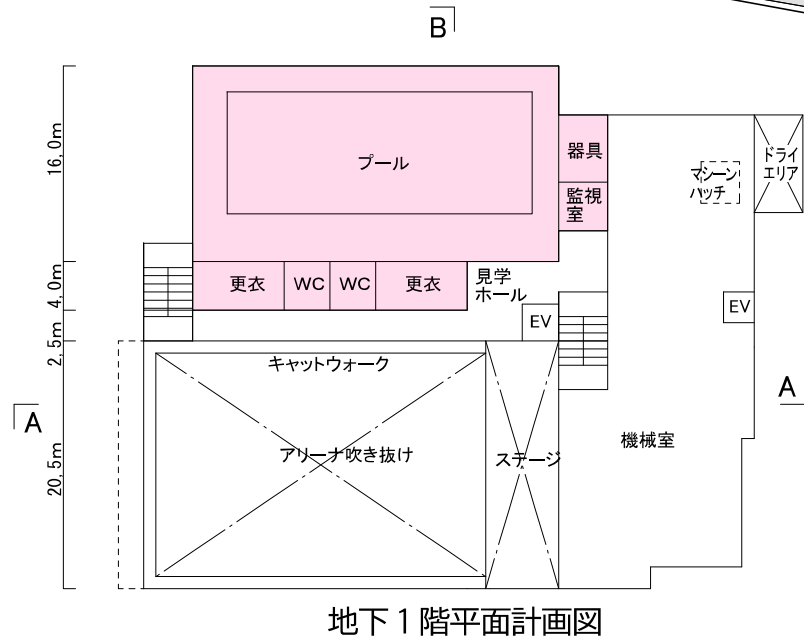 B
16,0m
4,0m
2,5m
20,5m
プール
器具
監視
室
マシーン
ハッチ
ドライ
エリア
更衣
WC
WC
更衣
見学
ホール
EV
EV
キャットウォーク
アリーナ吹き抜け
ステージ
機械室
A
A
地下1階平面計画図